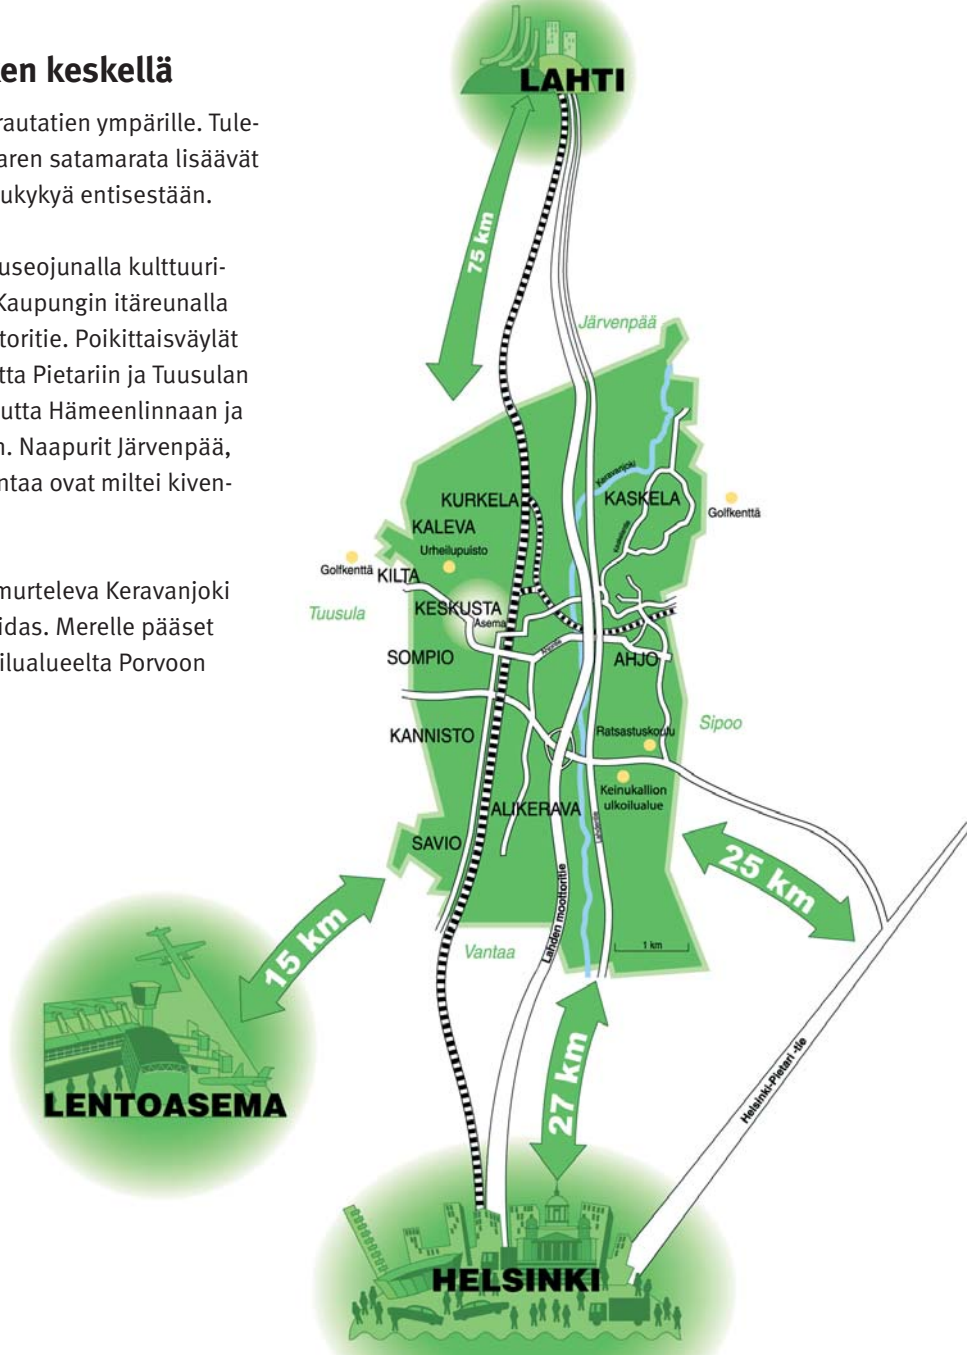 en keskellä
rautatien ympärille. Tule-
aren satamarata lisäävät
ukykyä entisestään.
useojunalla kulttuuri-
Kaupungin itäreunalla
toritie. Poikittaisväylät
tta Pietariin ja Tuusulan
utta Hämeenlinnaan ja
n. Naapurit Järvenpää,
ntaa ovat miltei kiven-
murteleva Keravanjoki
idas. Merelle pääset
ilualueelta Porvoon
LAHTI
75 km
Järvenpää
Keravanjoki
KURKELA
KASKELA
Golfkenttä
KALEVA
Urheilupuisto
Golfkenttä
KILTA
Tuusula
KESKUSTA
Asema
SOMPIO
AHJO
Sipoo
KANNISTO
Ratsastuskoulu
Keinukallion
ulkoilualue
ALIKERAVA
SAVIO
Lahdentie
25 km
15 km
Lahden moottoritie
Vantaa
1 km
27 km
Helsinki-Pietari -tie
LENTOASEMA
HELSINKI